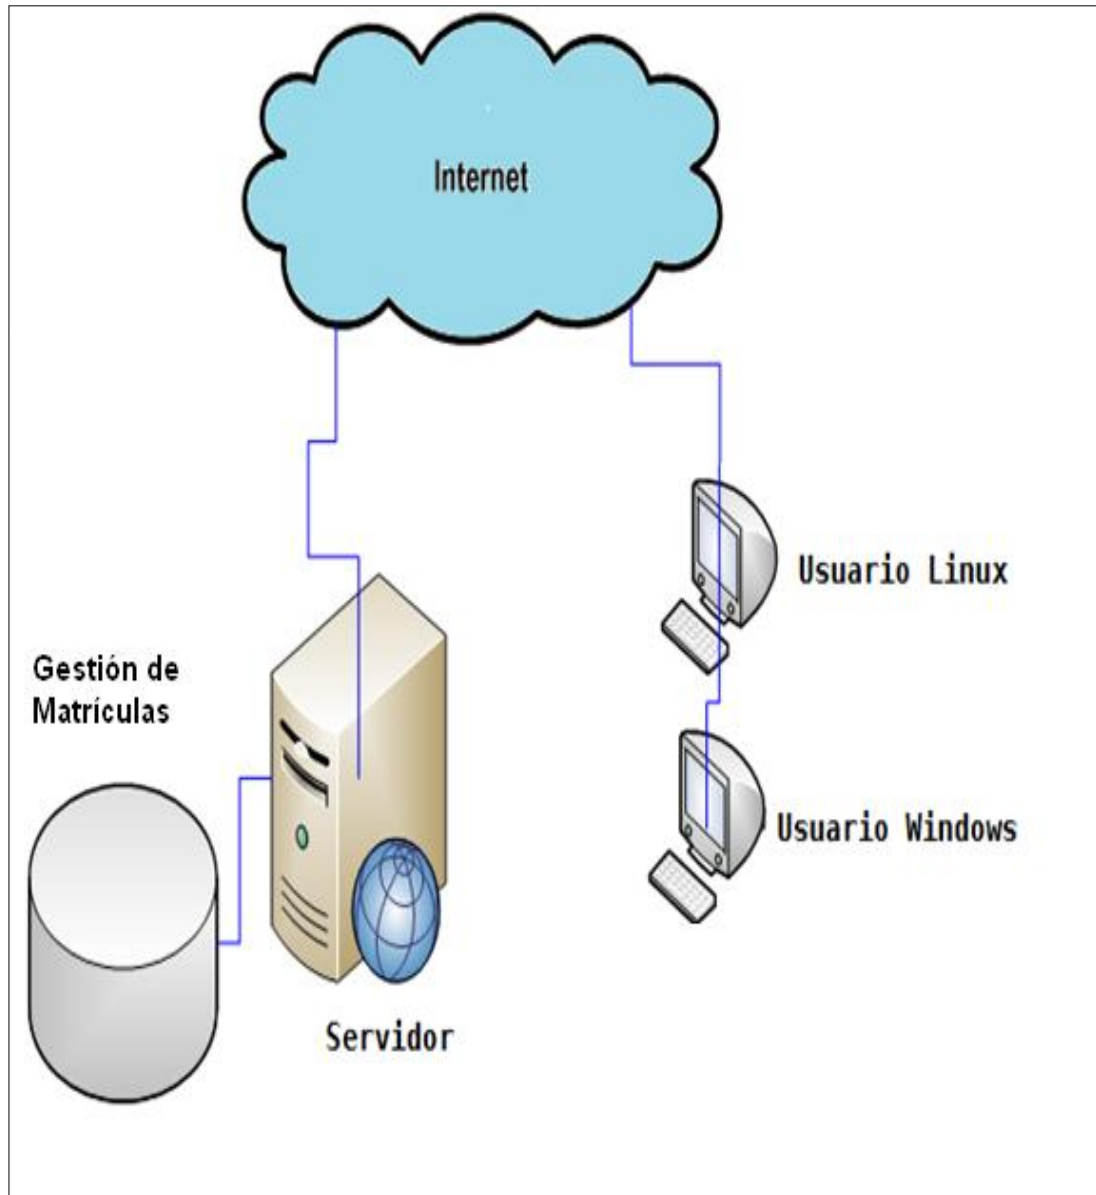 Internet
Usuario Linux
Gestión de
Matrículas
Usuario Windows
Servidor